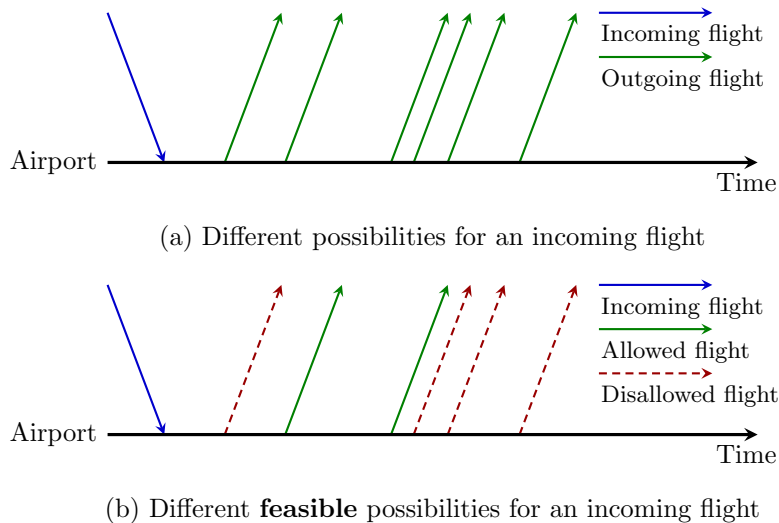 Incoming flight
Outgoing flight
Airport
Time
(a) Different possibilities for an incoming flight
Incoming flight
Allowed flight
Disallowed flight
Airport
Time
(b) Different feasible possibilities for an incoming flight